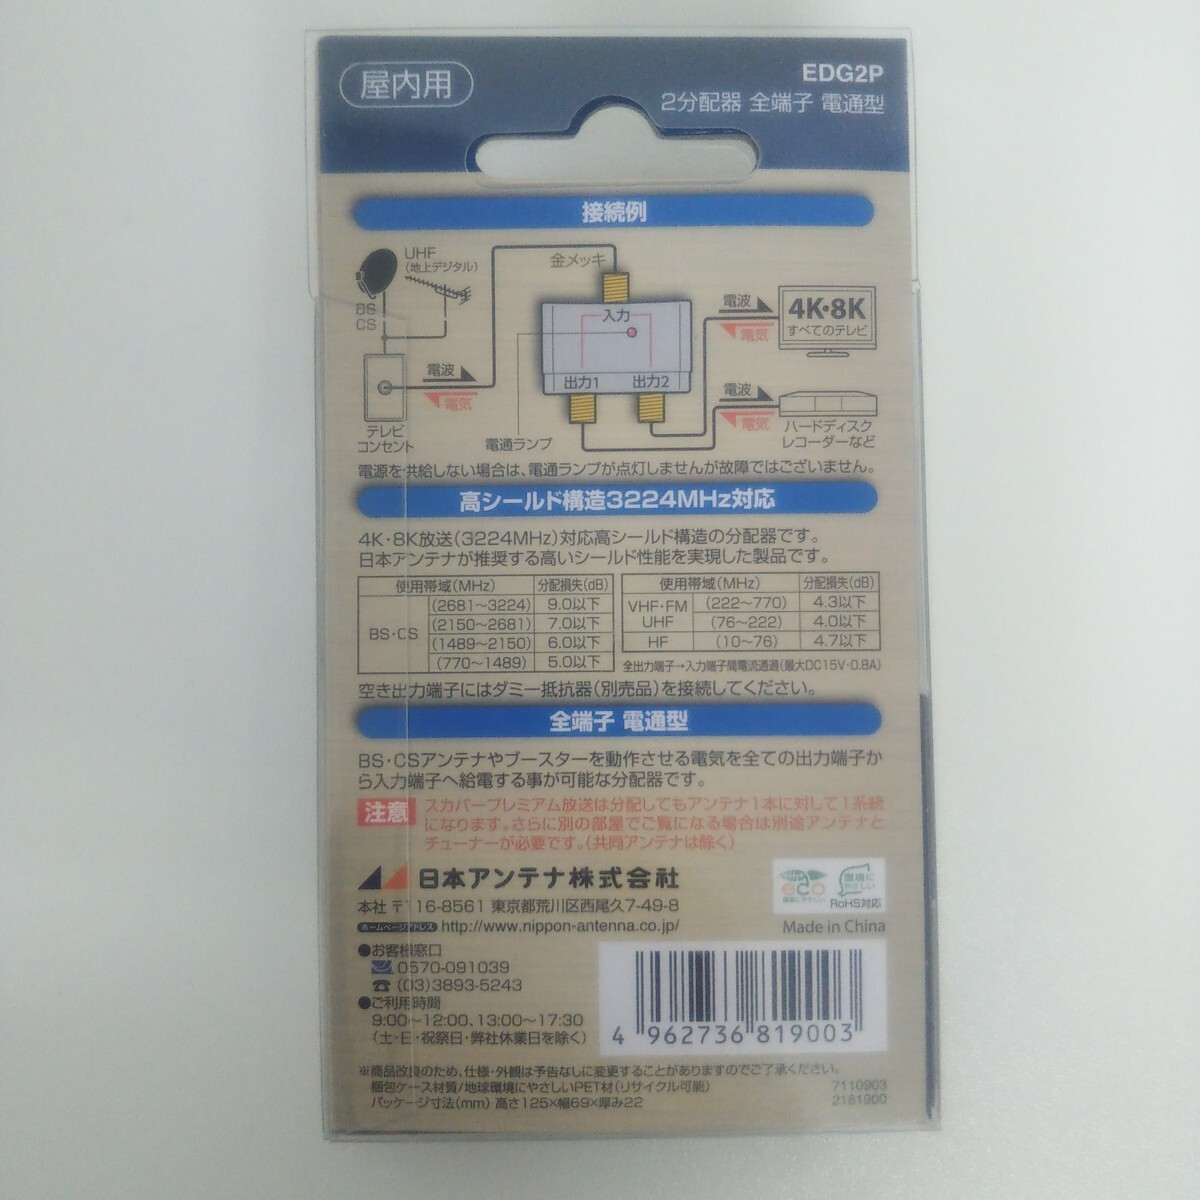 屋内用
EDG2P
2分配器 全端子 電通型
接続例
UHF
(地上デジタル)
BS
CS
金メッキ
入力
出力1 出力2
電波
電気
テレビ
コンセント
電通ランプ
電波
電気
4K・8K
すべてのテレビ
電波
電気
ハードディスク
レコーダーなど
電源を供給しない場合は、電通ランプが点灯しませんが故障ではございません。
高シールド構造3224MHz対応
4K・8K放送(3224MHz)対応高シールド構造の分配器です。
日本アンテナが推奨する高いシールド性能を実現した製品です。
使用帯域(MHz) 分配損失(dB)
BS・CS
(2681〜3224) 9.0以下
(2150〜2681) 7.0以下
(1489〜2150) 6.0以下
(770〜1489) 5.0以下
使用帯域(MHz) 分配損失(dB)
VHF・FM (222〜770) 4.3以下
UHF (76〜222) 4.0以下
HF (10〜76) 4.7以下
全出力端子→入力端子間電流通過(最大DC15V・0.8A)
空き出力端子にはダミー抵抗器(別売品)を接続してください。
全端子 電通型
BS・CSアンテナやブースターを動作させる電気を全ての出力端子か
ら入力端子へ給電する事が可能な分配器です。
注意 スカパープレミアム放送は分配してもアンテナ1本に対して1系統
になります。さらに別の部屋でご覧になる場合は別途アンテナと
チューナーが必要です。(共同アンテナは除く)
日本アンテナ株式会社
本社 〒116-8561 東京都荒川区西尾久7-49-8
ホームページアドレス http://www.nippon-antenna.co.jp/
eco
環境にやさしい
環境に
やさしい
RoHS対応
Made in China
●お客様窓口
0570-091039
☎(03)3893-5243
●ご利用時間
9:00〜12:00、13:00〜17:30
(土・日・祝祭日・弊社休業日を除く)
4 962736 819003
※商品改良のため、仕様・外観は予告なしに変更することがありますのでご了承ください。
梱包ケース材質/地球環境にやさしいPET材(リサイクル可能)
パッケージ寸法(mm) 高さ125×幅69×厚み22
7110903
2181900